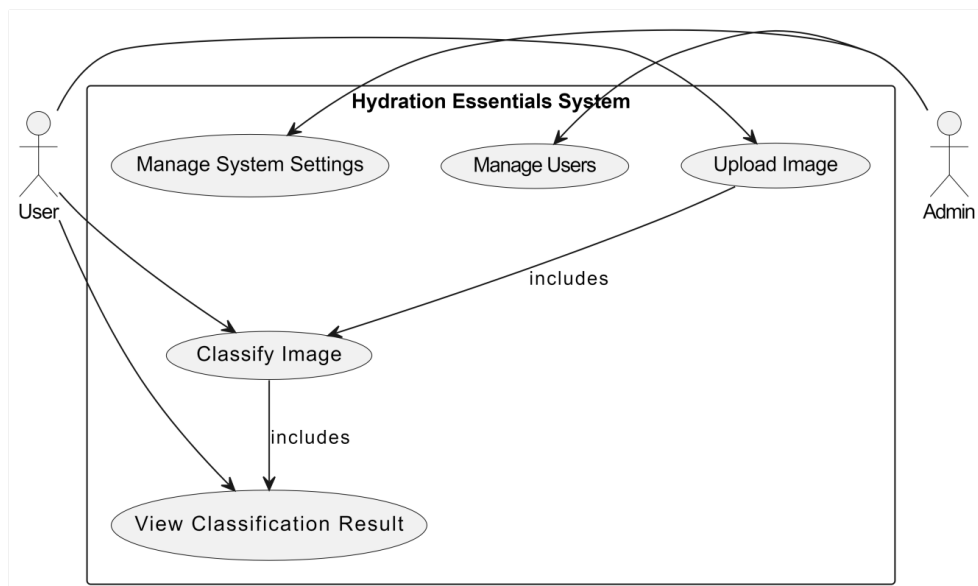 Hydration Essentials System
Manage System Settings
Manage Users
Upload Image
User
Admin
includes
Classify Image
includes
View Classification Result